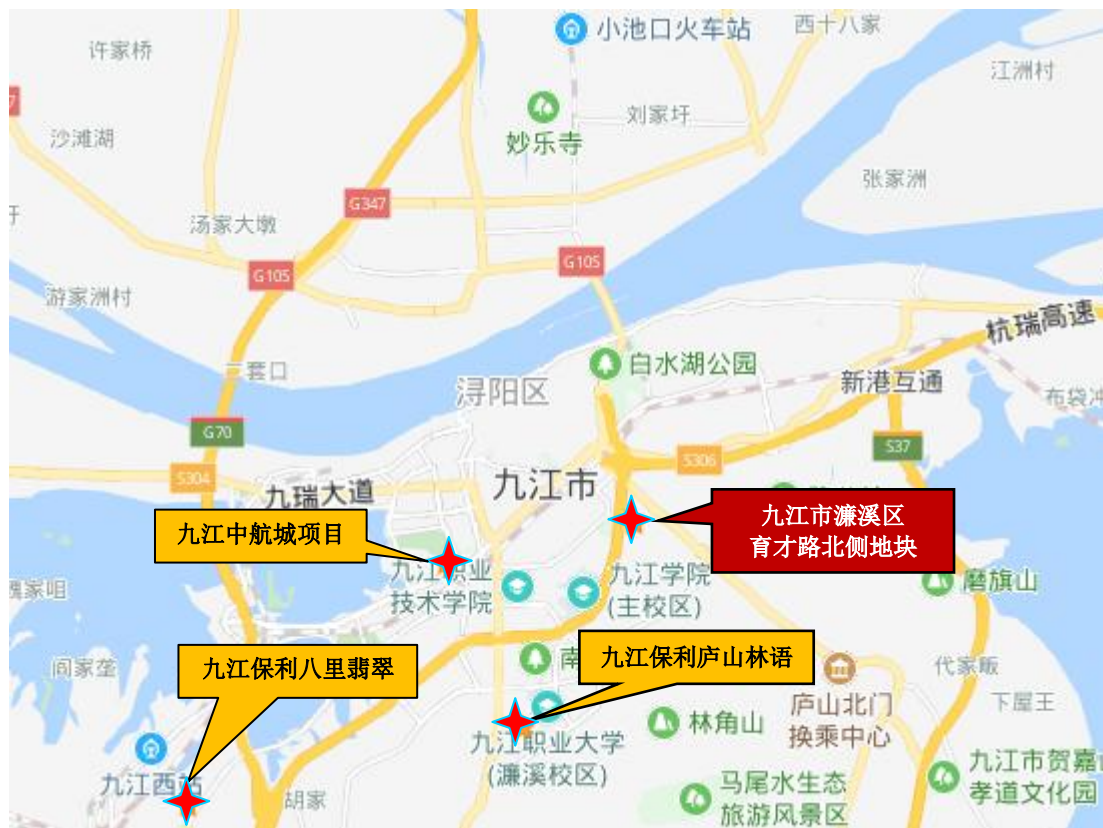 小池口火车站
西十八家
许家桥
江洲村
刘家圩
沙滩湖
妙乐寺
张家洲
G347
汤家大墩
G105
G105
游家洲村
杭瑞高速
二套口
白水湖公园
新港互通
浔阳区
布袋冲
G70
S37
S306
S304
九江市
九瑞大道
九江市濂溪区
育才路北侧地块
九江中航城项目
九江职业
技术学院
九江学院
(主校区)
磨旗山
九江保利庐山林语
南
九江保利八里翡翠
阎家垄
代家畈
下屋王
庐山北门
换乘中心
林角山
九江职业大学
(濂溪校区)
九江西站
马尾水生态
旅游风景区
九江市贺嘉山
孝道文化园
胡家